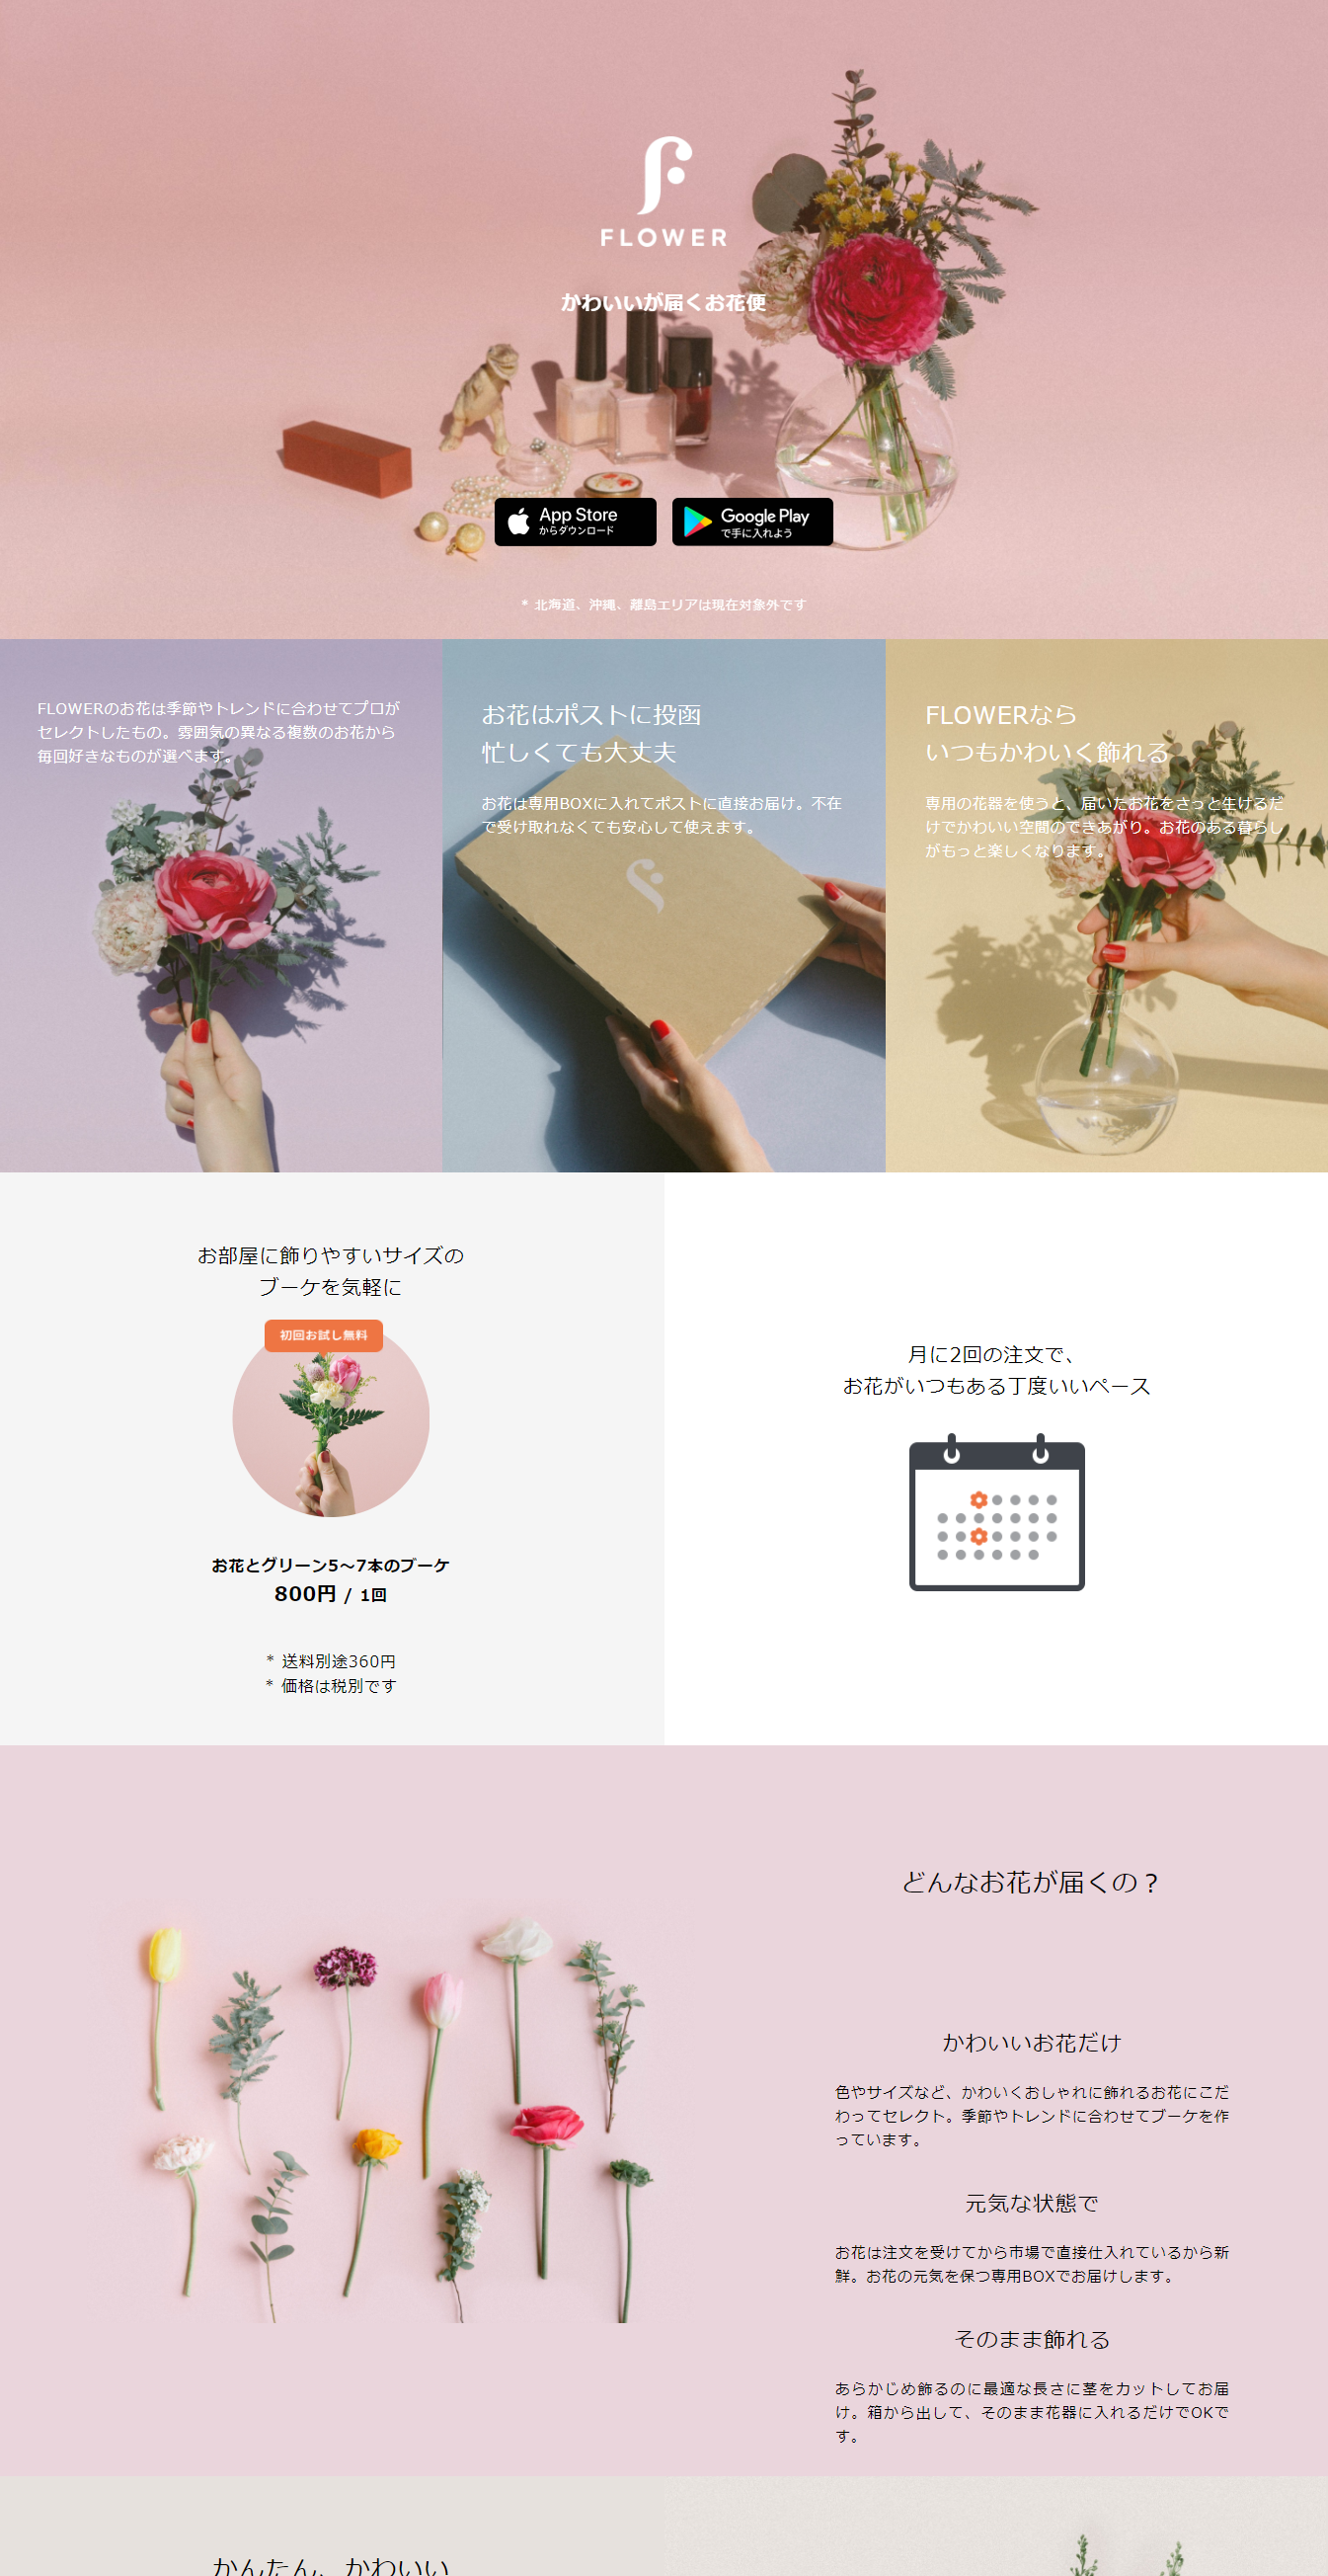 FLOWER
かわいいが届くお花便
App Store
からダウンロード
Google Play
で手に入れよう
* 北海道、沖縄、離島エリアは現在対象外です
FLOWERのお花は季節やトレンドに合わせてプロが
セレクトしたもの。雰囲気の異なる複数のお花から
毎回好きなものが選べます。
お花はポストに投函
忙しくても大丈夫
お花は専用BOXに入れてポストに直接お届け。不在
で受け取れなくても安心して使えます。
FLOWERなら
いつもかわいく飾れる
専用の花器を使うと、届いたお花をさっと生けるだ
けでかわいい空間のできあがり。お花のある暮らし
がもっと楽しくなります。
お部屋に飾りやすいサイズの
ブーケを気軽に
初回お試し無料
お花とグリーン5〜7本のブーケ
800円 / 1回
* 送料別途360円
* 価格は税別です
月に2回の注文で、
お花がいつもある丁度いいペース
どんなお花が届くの？
かわいいお花だけ
色やサイズなど、かわいくおしゃれに飾れるお花にこだ
わってセレクト。季節やトレンドに合わせてブーケを作
っています。
元気な状態で
お花は注文を受けてから市場で直接仕入れているから新
鮮。お花の元気を保つ専用BOXでお届けします。
そのまま飾れる
あらかじめ飾るのに最適な長さに茎をカットしてお届
け。箱から出して、そのまま花器に入れるだけでOKで
す。
かんたん、かわいい